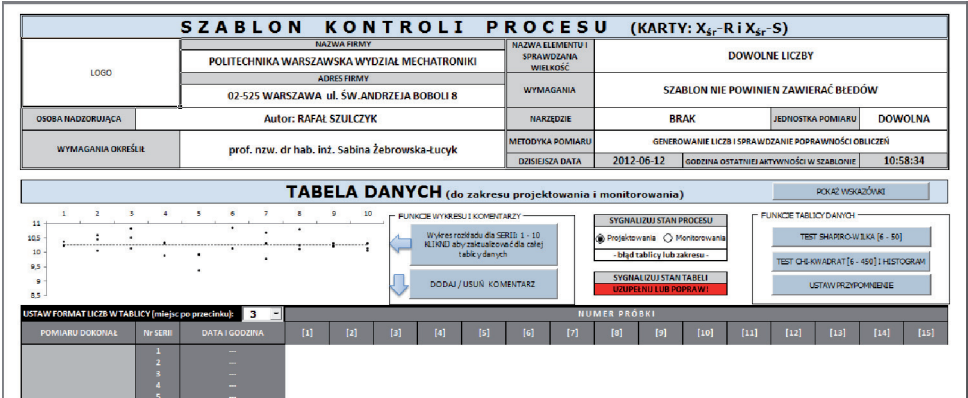 SZABLON KONTROLI PROCESU (KARTY: Xśr-R i Xśr-S)
LOGO
NAZWA FIRMY
POLITECHNIKA WARSZAWSKA WYDZIAŁ MECHATRONIKI
ADRES FIRMY
02-525 WARSZAWA ul. ŚW.ANDRZEJA BOBOLI 8
NAZWA ELEMENTU I
SPRAWDZANA
WIELKOŚĆ
DOWOLNE LICZBY
WYMAGANIA
SZABLON NIE POWINIEN ZAWIERAĆ BŁEDÓW
OSOBA NADZORUJĄCA
Autor: RAFAŁ SZULCZYK
NARZĘDZIE
BRAK
JEDNOSTKA POMIARU
DOWOLNA
WYMAGANIA OKREŚLIŁ
prof. nzw. dr hab. inż. Sabina Żebrowska-Łucyk
METODYKA POMIARU
GENEROWANIE LICZB I SPRAWDZANIE POPRAWNOŚCI OBLICZEŃ
DZISIEJSZA DATA
2012-06-12
GODZINA OSTATNIEJ AKTYWNOŚCI W SZABLONIE
10:58:34
TABELA DANYCH (do zakresu projektowania i monitorowania)
POKAŻ WSKAZÓWKI
1 2 3 4 5 6 7 8 9 10
11
10,5
10
9,5
9
8,5
FUNKCJE WYKRESU I KOMENTARZY
Wykres rozkładu dla SERII: 1 - 10
KLIKNIJ aby zaktualizować dla całej
tablicy danych
DODAJ / USUŃ KOMENTARZ
SYGNALIZUJ STAN PROCESU
Projektowania Monitorowania
- błąd tablicy lub zakresu -
SYGNALIZUJ STAN TABELI
UZUPEŁNIJ LUB POPRAW!
FUNKCJE TABLICY DANYCH
TEST SHAPIRO-WILKA [6 - 50]
TEST CHI-KWADRAT [6 - 450] I HISTOGRAM
USTAW PRZYPOMNIENIE
USTAW FORMAT LICZB W TABLICY (miejsc po przecinku): 3
NUMER PRÓBKI
POMIARU DOKONAŁ Nr SERII DATA I GODZINA [1] [2] [3] [4] [5] [6] [7] [8] [9] [10] [11] [12] [13] [14] [15]
1 ---
2 ---
3 ---
4 ---
5 ---